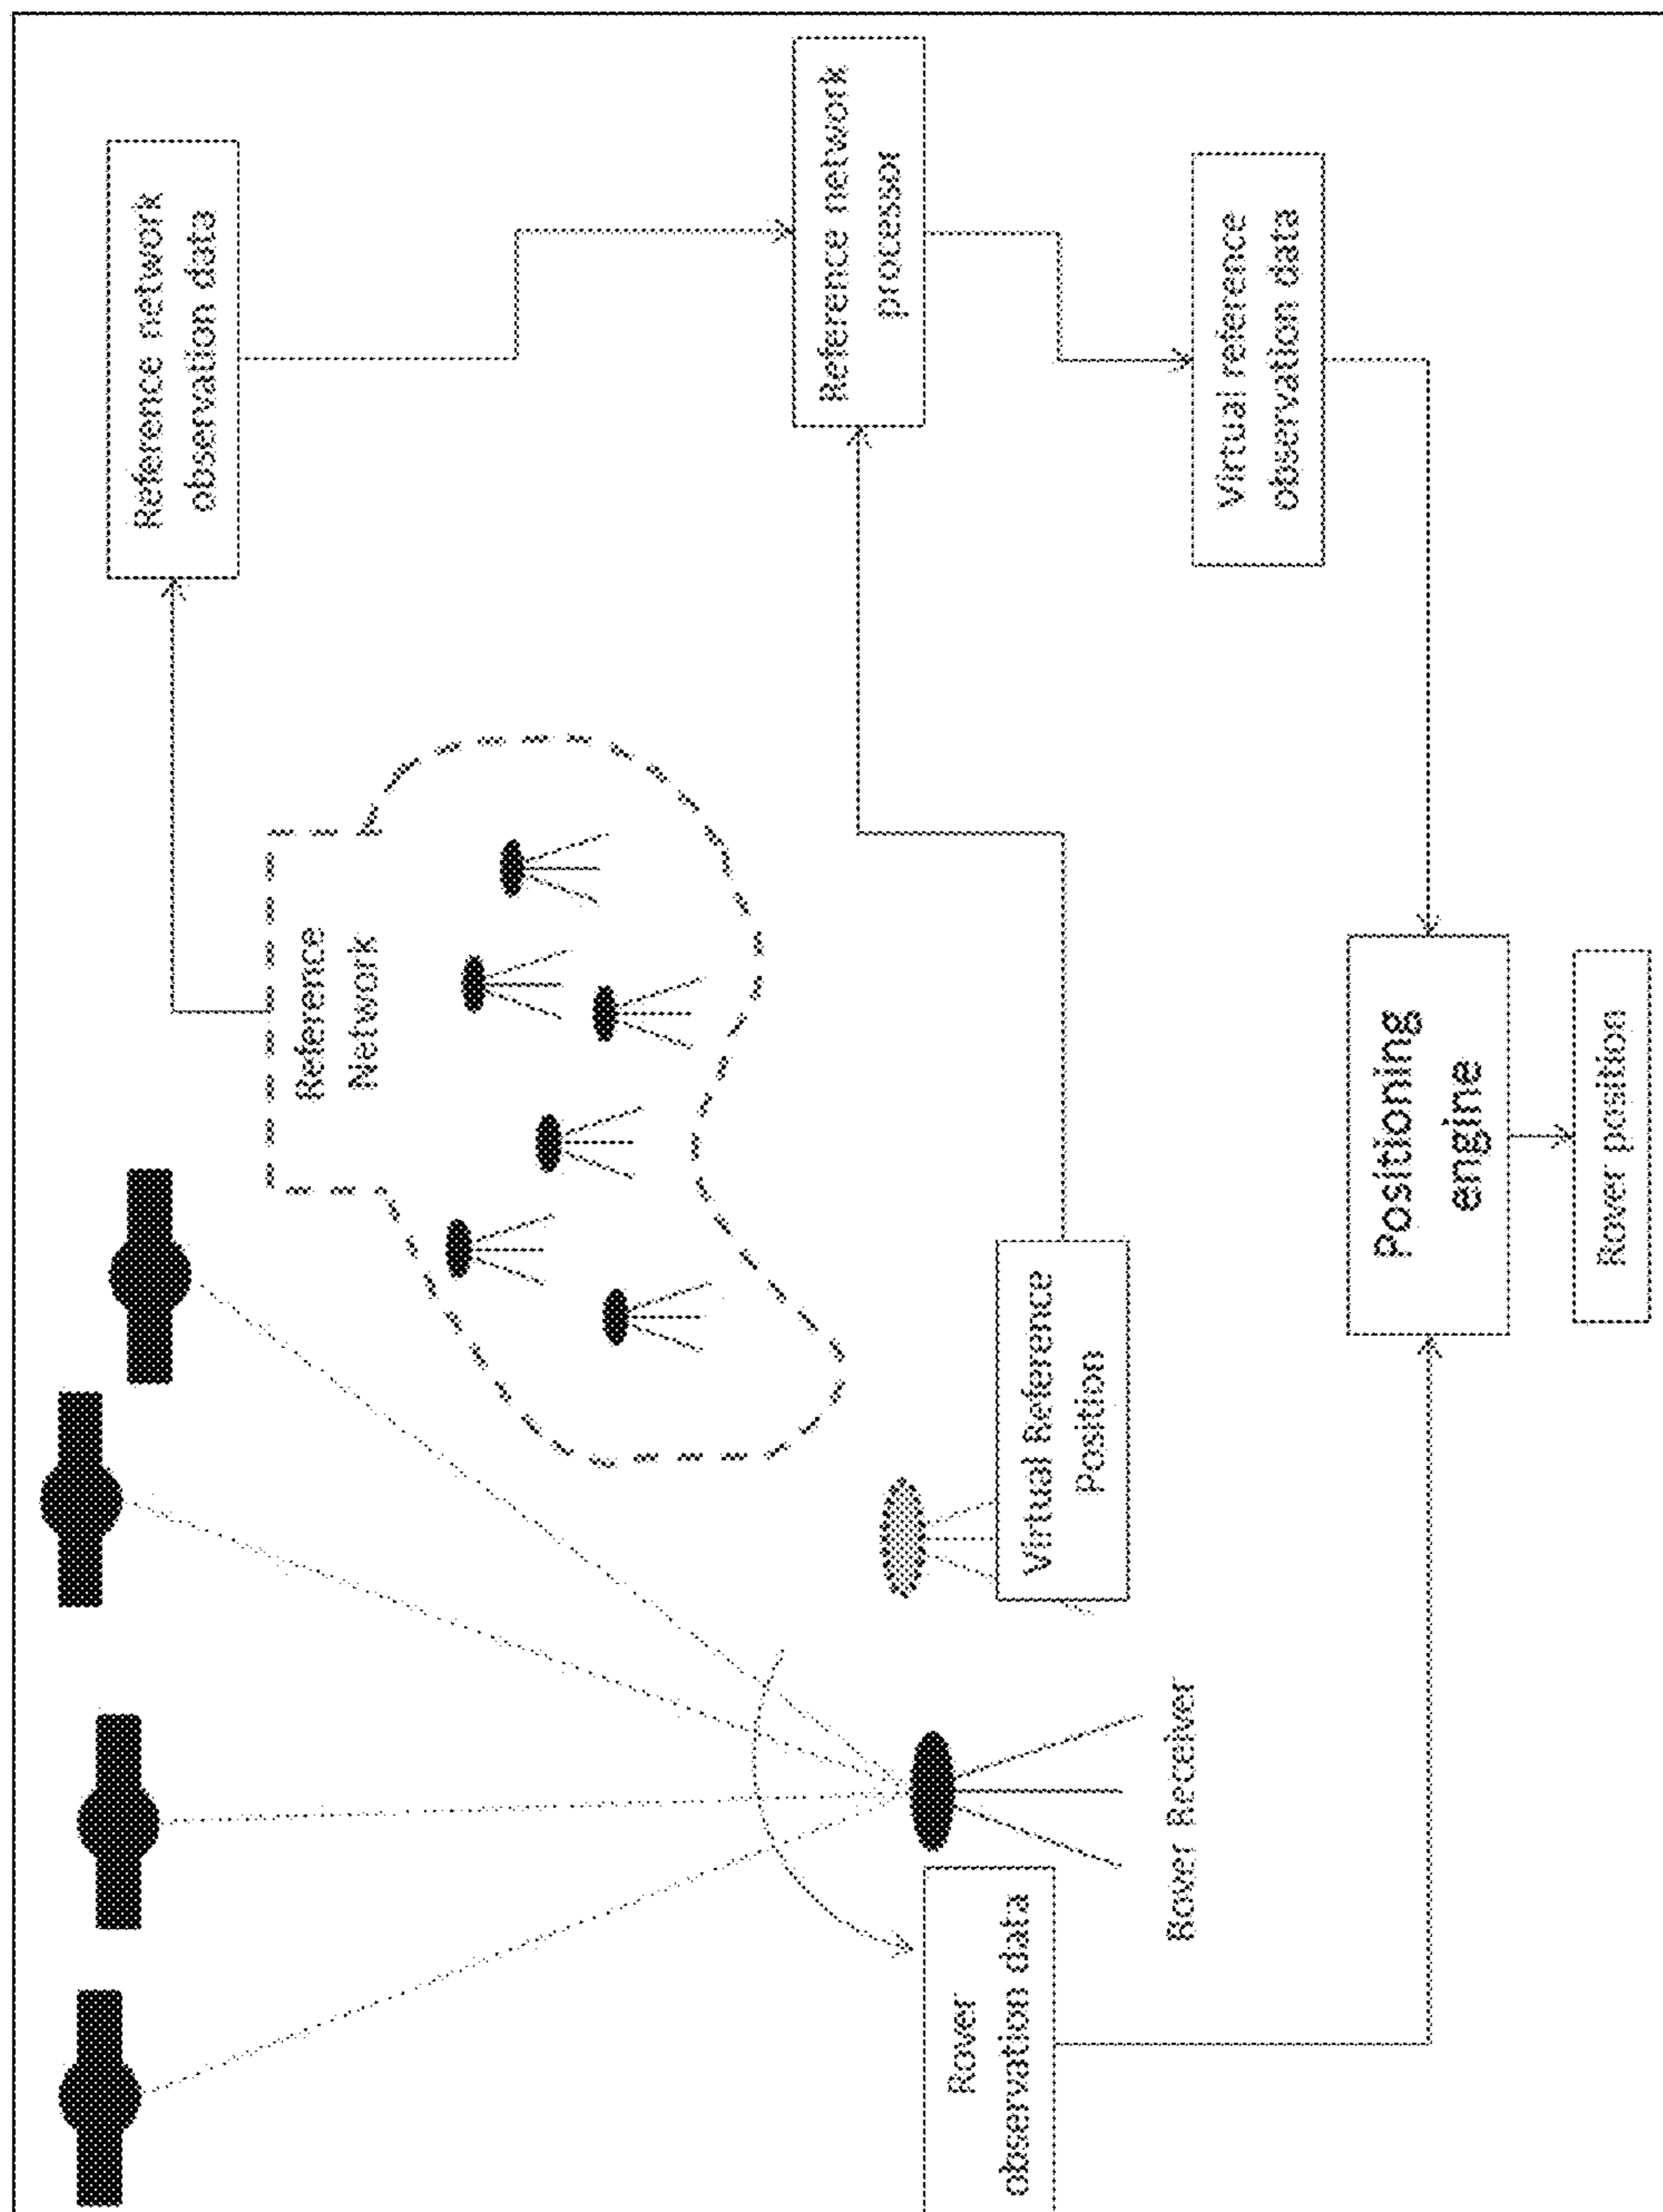 Reference network
observation data
Reference
Network
Reference network
processor
Virtual reference
observation data
Virtual Reference
Position
Rover
observation data
Rover Receiver
Positioning
engine
Rover position